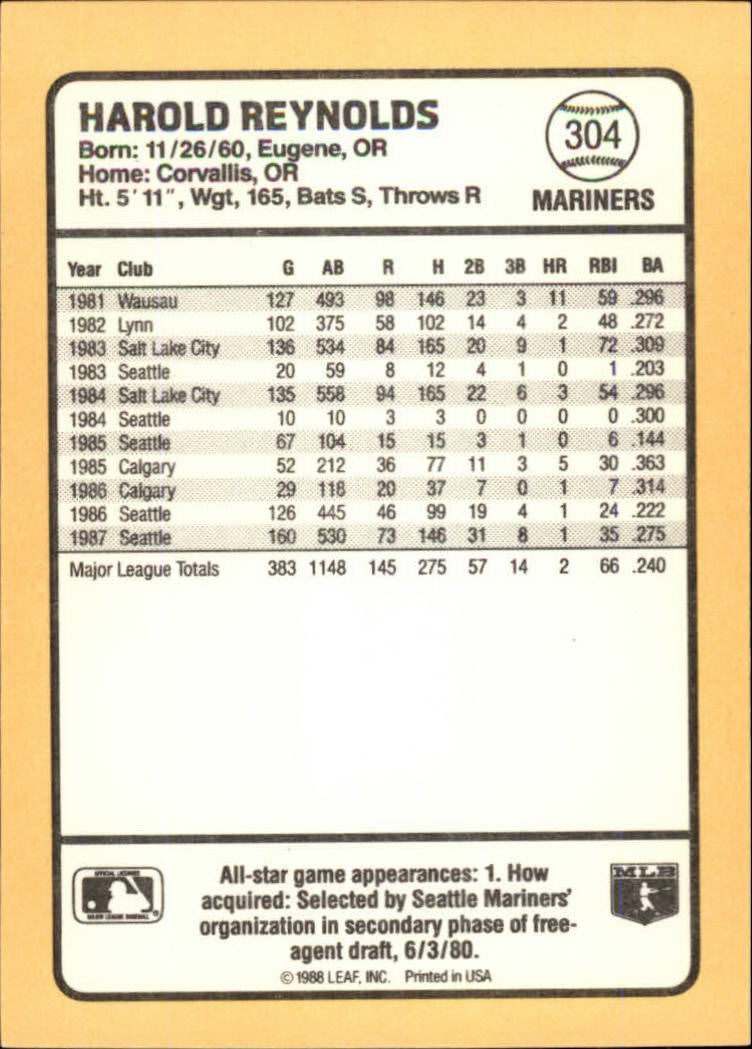 HAROLD REYNOLDS
Born: 11/26/60, Eugene, OR
Home: Corvallis, OR
Ht. 5'11", Wgt, 165, Bats S, Throws R
304
MARINERS
Year Club G AB R H 2B 3B HR RBI BA
1981 Wausau 127 493 98 146 23 3 11 59 .296
1982 Lynn 102 375 58 102 14 4 2 48 .272
1983 Salt Lake City 136 534 84 165 20 9 1 72 .309
1983 Seattle 20 59 8 12 4 1 0 1 .203
1984 Salt Lake City 135 558 94 165 22 6 3 54 .296
1984 Seattle 10 10 3 3 0 0 0 0 .300
1985 Seattle 67 104 15 15 3 1 0 6 .144
1985 Calgary 52 212 36 77 11 3 5 30 .363
1986 Calgary 29 118 20 37 7 0 1 7 .314
1986 Seattle 126 445 46 99 19 4 1 24 .222
1987 Seattle 160 530 73 146 31 8 1 35 .275
Major League Totals 383 1148 145 275 57 14 2 66 .240
OFFICIAL LICENSEE
MAJOR LEAGUE BASEBALL
®
All-star game appearances: 1. How
acquired: Selected by Seattle Mariners'
organization in secondary phase of free-
agent draft, 6/3/80.
© 1988 LEAF, INC. Printed in USA
MLB